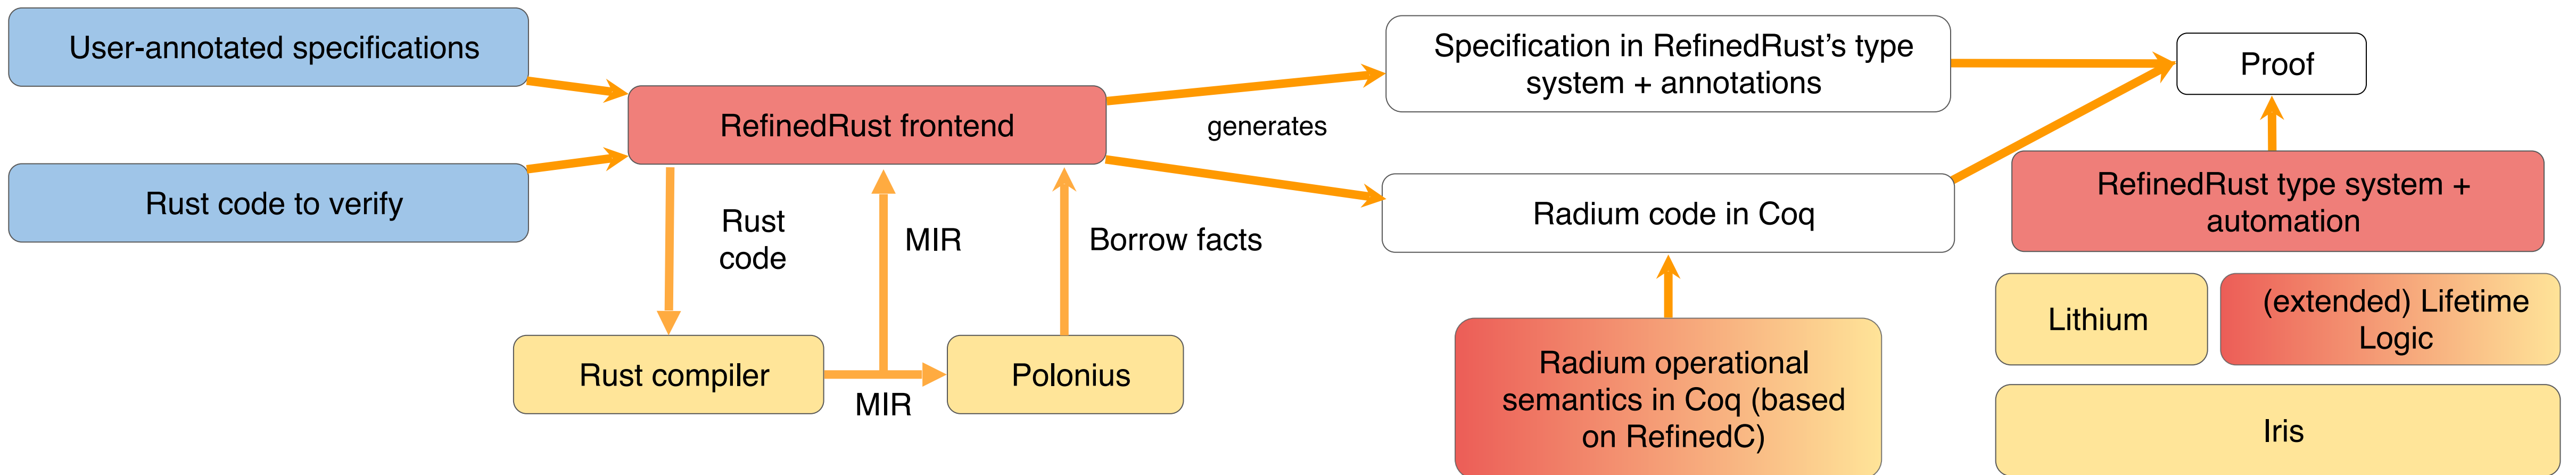 User-annotated specifications
Rust code to verify
RefinedRust frontend
generates
Specification in RefinedRust’s type
system + annotations
Radium code in Coq
Proof
RefinedRust type system +
automation
Rust
code
MIR
Borrow facts
Rust compiler
MIR
Polonius
Radium operational
semantics in Coq (based
on RefinedC)
Lithium
(extended) Lifetime
Logic
Iris